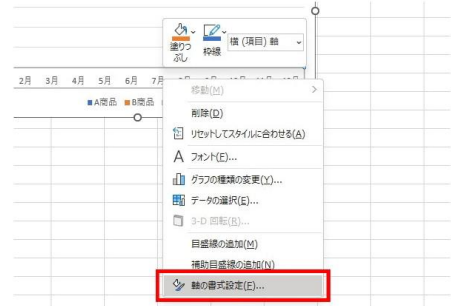 塗りつ
ぶし
枠線
横 (項目) 軸
2月 3月 4月 5月 6月 7月
■A商品 ■B商品
移動(M)
削除(D)
リセットしてスタイルに合わせる(A)
フォント(F)...
グラフの種類の変更(Y)...
データの選択(E)...
3-D 回転(R)...
目盛線の追加(M)
補助目盛線の追加(N)
軸の書式設定(F)...